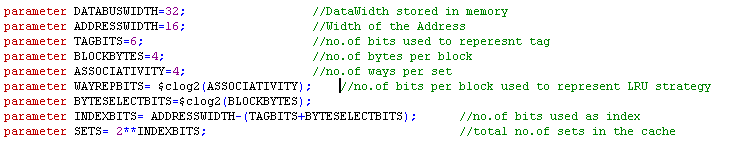 parameter DATABUSWIDTH=32; //DataWidth stored in memory
parameter ADDRESSWIDTH=16; //Width of the Address
parameter TAGBITS=6; //no.of bits used to reperesnt tag
parameter BLOCKBYTES=4; //no.of bytes per block
parameter ASSOCIATIVITY=4; //no.of ways per set
parameter WAYREPBITS= $clog2(ASSOCIATIVITY); //no.of bits per block used to represent LRU strategy
parameter BYTESELECTBITS=$clog2(BLOCKBYTES);
parameter INDEXBITS= ADDRESSWIDTH-(TAGBITS+BYTESELECTBITS); //no.of bits used as index
parameter SETS= 2**INDEXBITS; //total no.of sets in the cache